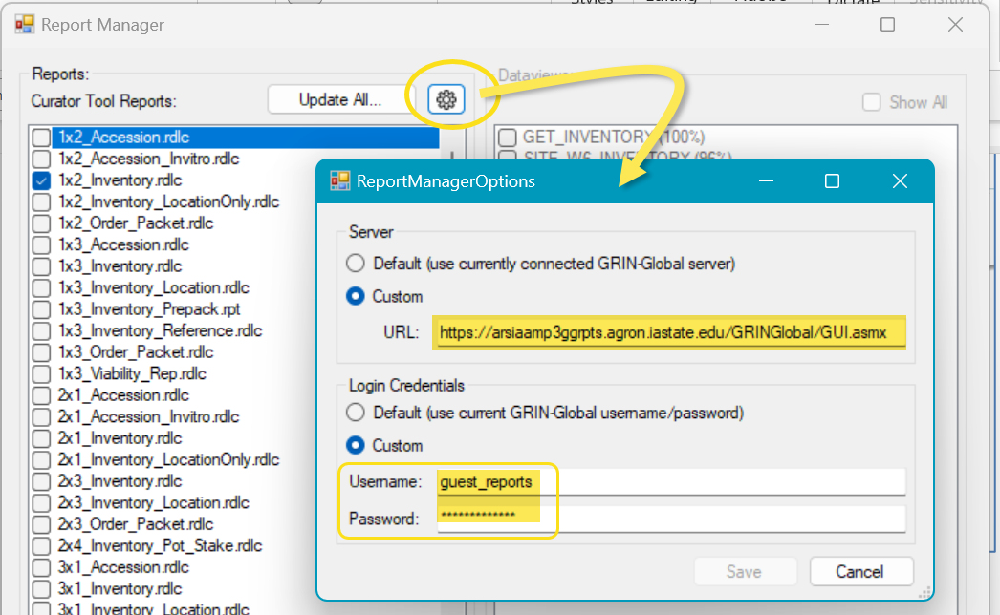 Styles
Editing
Dictate
Sensitivity
Report Manager
Reports:
Dataviews
Curator Tool Reports:
Update All...
Show All
1x2_Accession.rdlc
GET_INVENTORY (100%)
1x2_Accession_Invitro.rdlc
SITE_W6_INVENTORY (96%)
1x2_Inventory.rdlc
1x2_Inventory_LocationOnly.rdlc
1x2_Order_Packet.rdlc
1x3_Accession.rdlc
1x3_Inventory.rdlc
1x3_Inventory_Location.rdlc
1x3_Inventory_Prepack.rpt
1x3_Inventory_Reference.rdlc
1x3_Order_Packet.rdlc
1x3_Viability_Rep.rdlc
2x1_Accession.rdlc
2x1_Accession_Invitro.rdlc
2x1_Inventory.rdlc
2x1_Inventory_LocationOnly.rdlc
2x3_Inventory.rdlc
2x3_Inventory_Location.rdlc
2x3_Order_Packet.rdlc
2x4_Inventory_Pot_Stake.rdlc
3x1_Accession.rdlc
3x1_Inventory.rdlc
3x1_Inventory_Location.rdlc
ReportManagerOptions
Server
Default (use currently connected GRIN-Global server)
Custom
URL: https://arsiaamp3ggrpts.agron.iastate.edu/GRINGlobal/GUI.asmx
Login Credentials
Default (use current GRIN-Global username/password)
Custom
Username: guest_reports
Password: *************
Save
Cancel